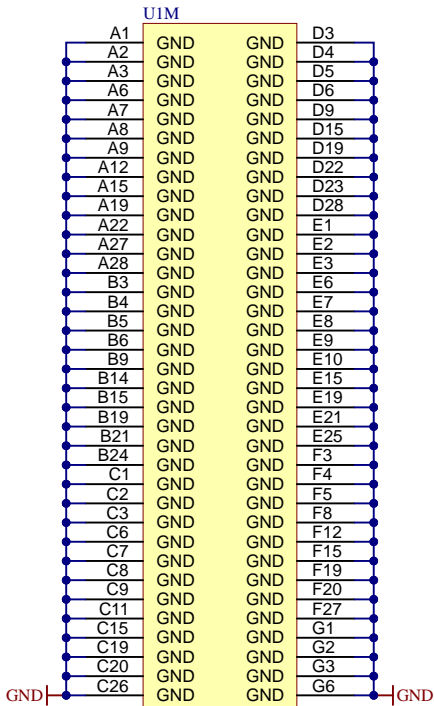 U1M
A1 GND GND D3
A2 GND GND D4
A3 GND GND D5
A6 GND GND D6
A7 GND GND D9
A8 GND GND D15
A9 GND GND D19
A12 GND GND D22
A15 GND GND D23
A19 GND GND D28
A22 GND GND E1
A27 GND GND E2
A28 GND GND E3
B3 GND GND E6
B4 GND GND E7
B5 GND GND E8
B6 GND GND E9
B9 GND GND E10
B14 GND GND E15
B15 GND GND E19
B19 GND GND E21
B21 GND GND E25
B24 GND GND F3
C1 GND GND F4
C2 GND GND F5
C3 GND GND F8
C6 GND GND F12
C7 GND GND F15
C8 GND GND F19
C9 GND GND F20
C11 GND GND F27
C15 GND GND G1
C19 GND GND G2
C20 GND GND G3
GND C26 GND GND G6 GND